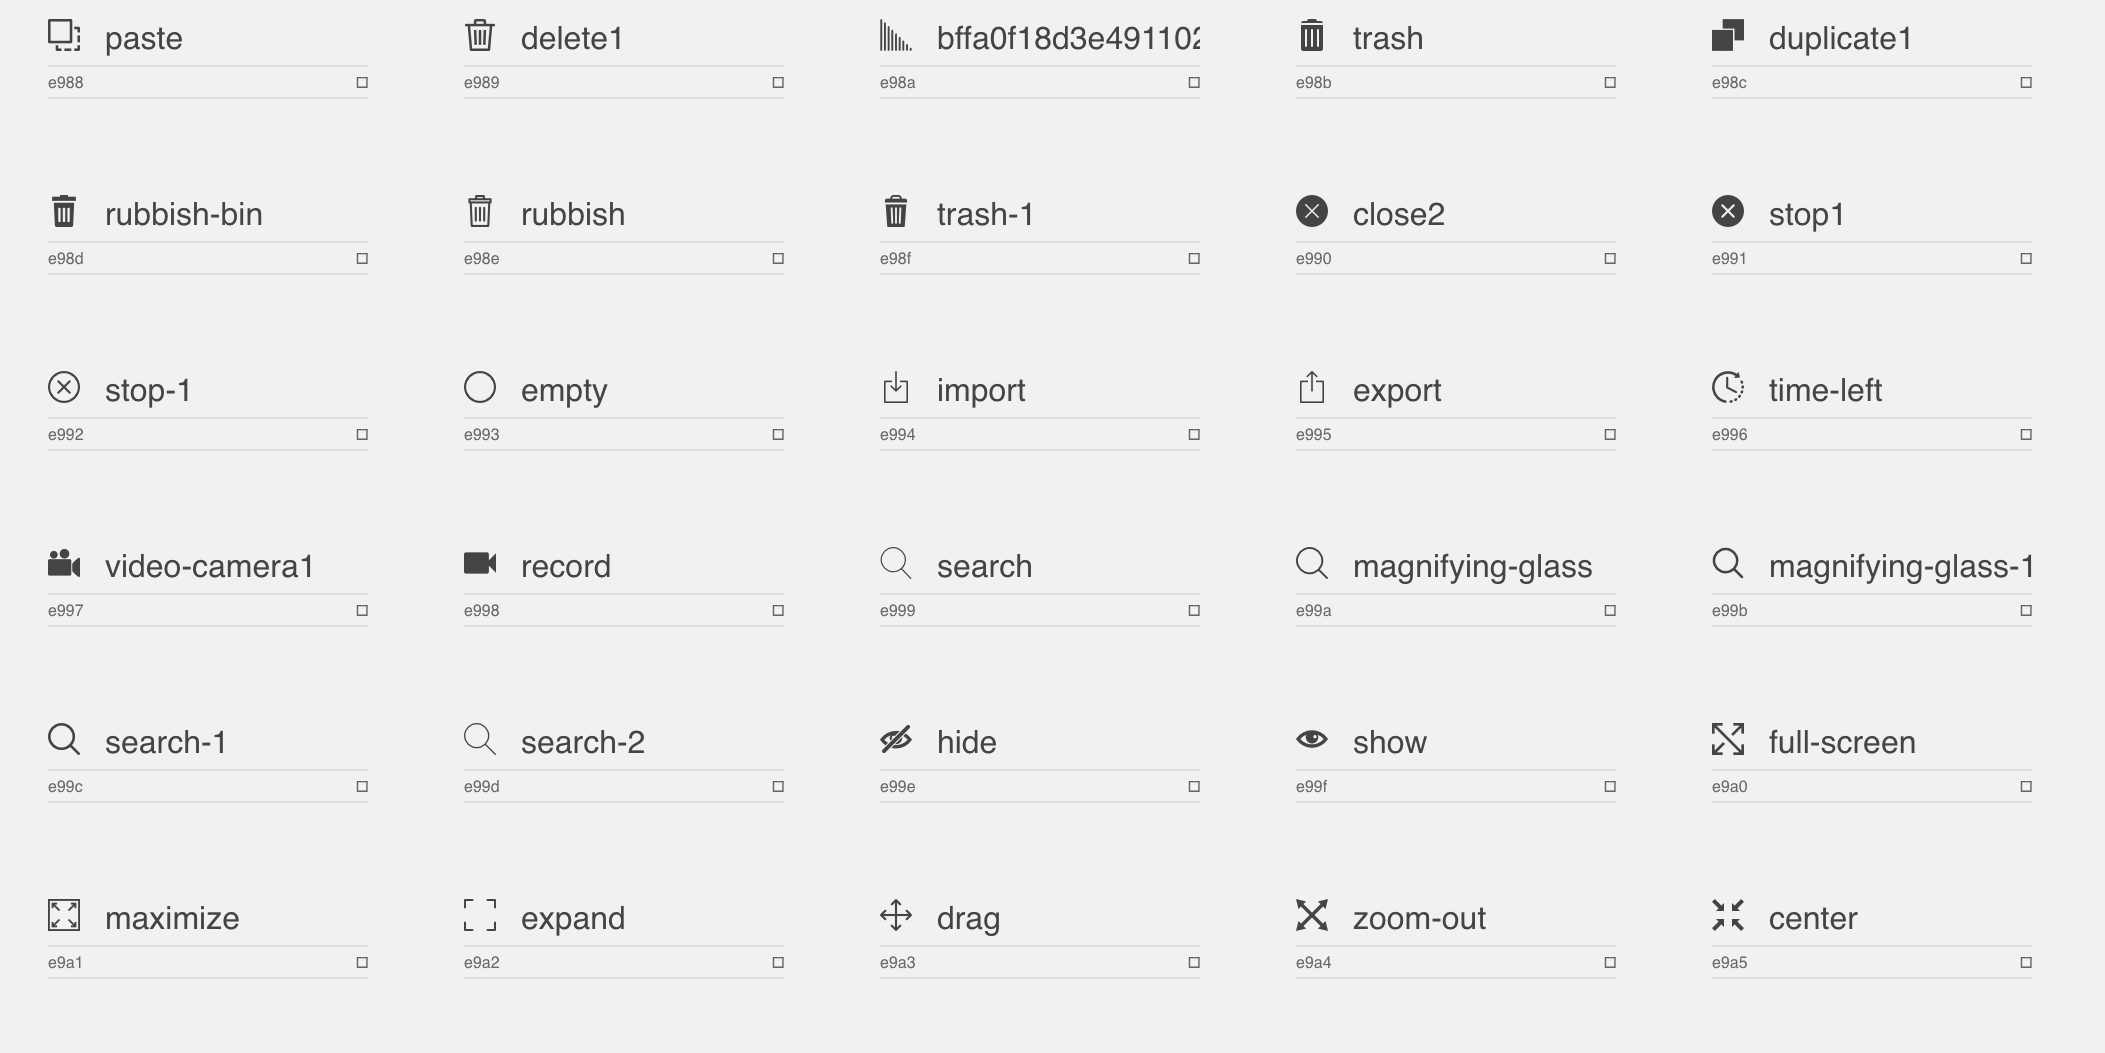 paste delete1 bffa0f18d3e491102 trash duplicate1
e988 e989 e98a e98b e98c
rubbish-bin rubbish trash-1 close2 stop1
e98d e98e e98f e990 e991
stop-1 empty import export time-left
e992 e993 e994 e995 e996
video-camera1 record search magnifying-glass magnifying-glass-1
e997 e998 e999 e99a e99b
search-1 search-2 hide show full-screen
e99c e99d e99e e99f e9a0
maximize expand drag zoom-out center
e9a1 e9a2 e9a3 e9a4 e9a5